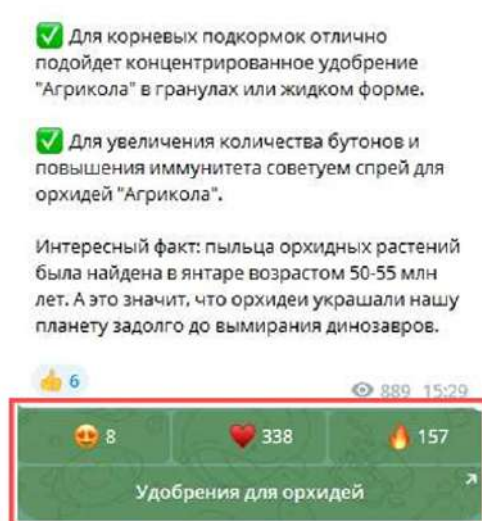 ✅ Для корневых подкормок отлично
подойдет концентрированное удобрение
"Агрикола" в гранулах или жидком форме.
✅ Для увеличения количества бутонов и
повышения иммунитета советуем спрей для
орхидей "Агрикола".
Интересный факт: пыльца орхидных растений
была найдена в янтаре возрастом 50-55 млн
лет. А это значит, что орхидеи украшали нашу
планету задолго до вымирания динозавров.
👍 6
889 15:29
🤩 8 ❤️ 338 🔥 157
Удобрения для орхидей